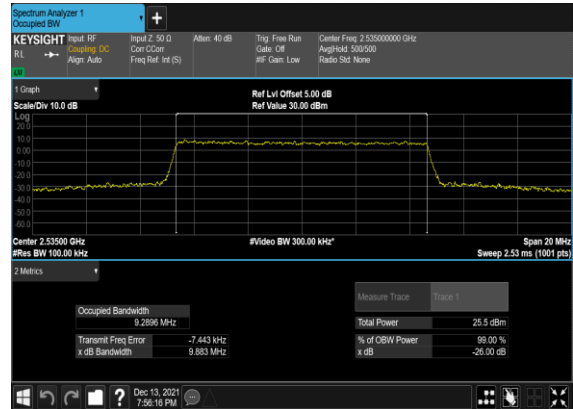 Spectrum Analyzer 1
Occupied BW
+
KEYSIGHT Input: RF Input Z: 50 Ω Atten: 40 dB Trig: Free Run Center Freq: 2.535000000 GHz
RL Coupling: DC Corr CCorr Gate: Off Avg|Hold: 500/500
Align: Auto Freq Ref: Int (S) #IF Gain: Low Radio Std: None
LW
1 Graph
Ref Lvl Offset 5.00 dB
Scale/Div 10.0 dB Ref Value 30.00 dBm
Log
20.0
10.0
0.00
-10.0
-20.0
-30.0
-40.0
-50.0
-60.0
Center 2.53500 GHz #Video BW 300.00 kHz* Span 20 MHz
#Res BW 100.00 kHz Sweep 2.53 ms (1001 pts)
2 Metrics
Measure Trace Trace 1
Occupied Bandwidth
9.2896 MHz Total Power 25.5 dBm
Transmit Freq Error -7.443 kHz % of OBW Power 99.00 %
x dB Bandwidth 9.883 MHz x dB -26.00 dB
? Dec 13, 2021
7:56:16 PM